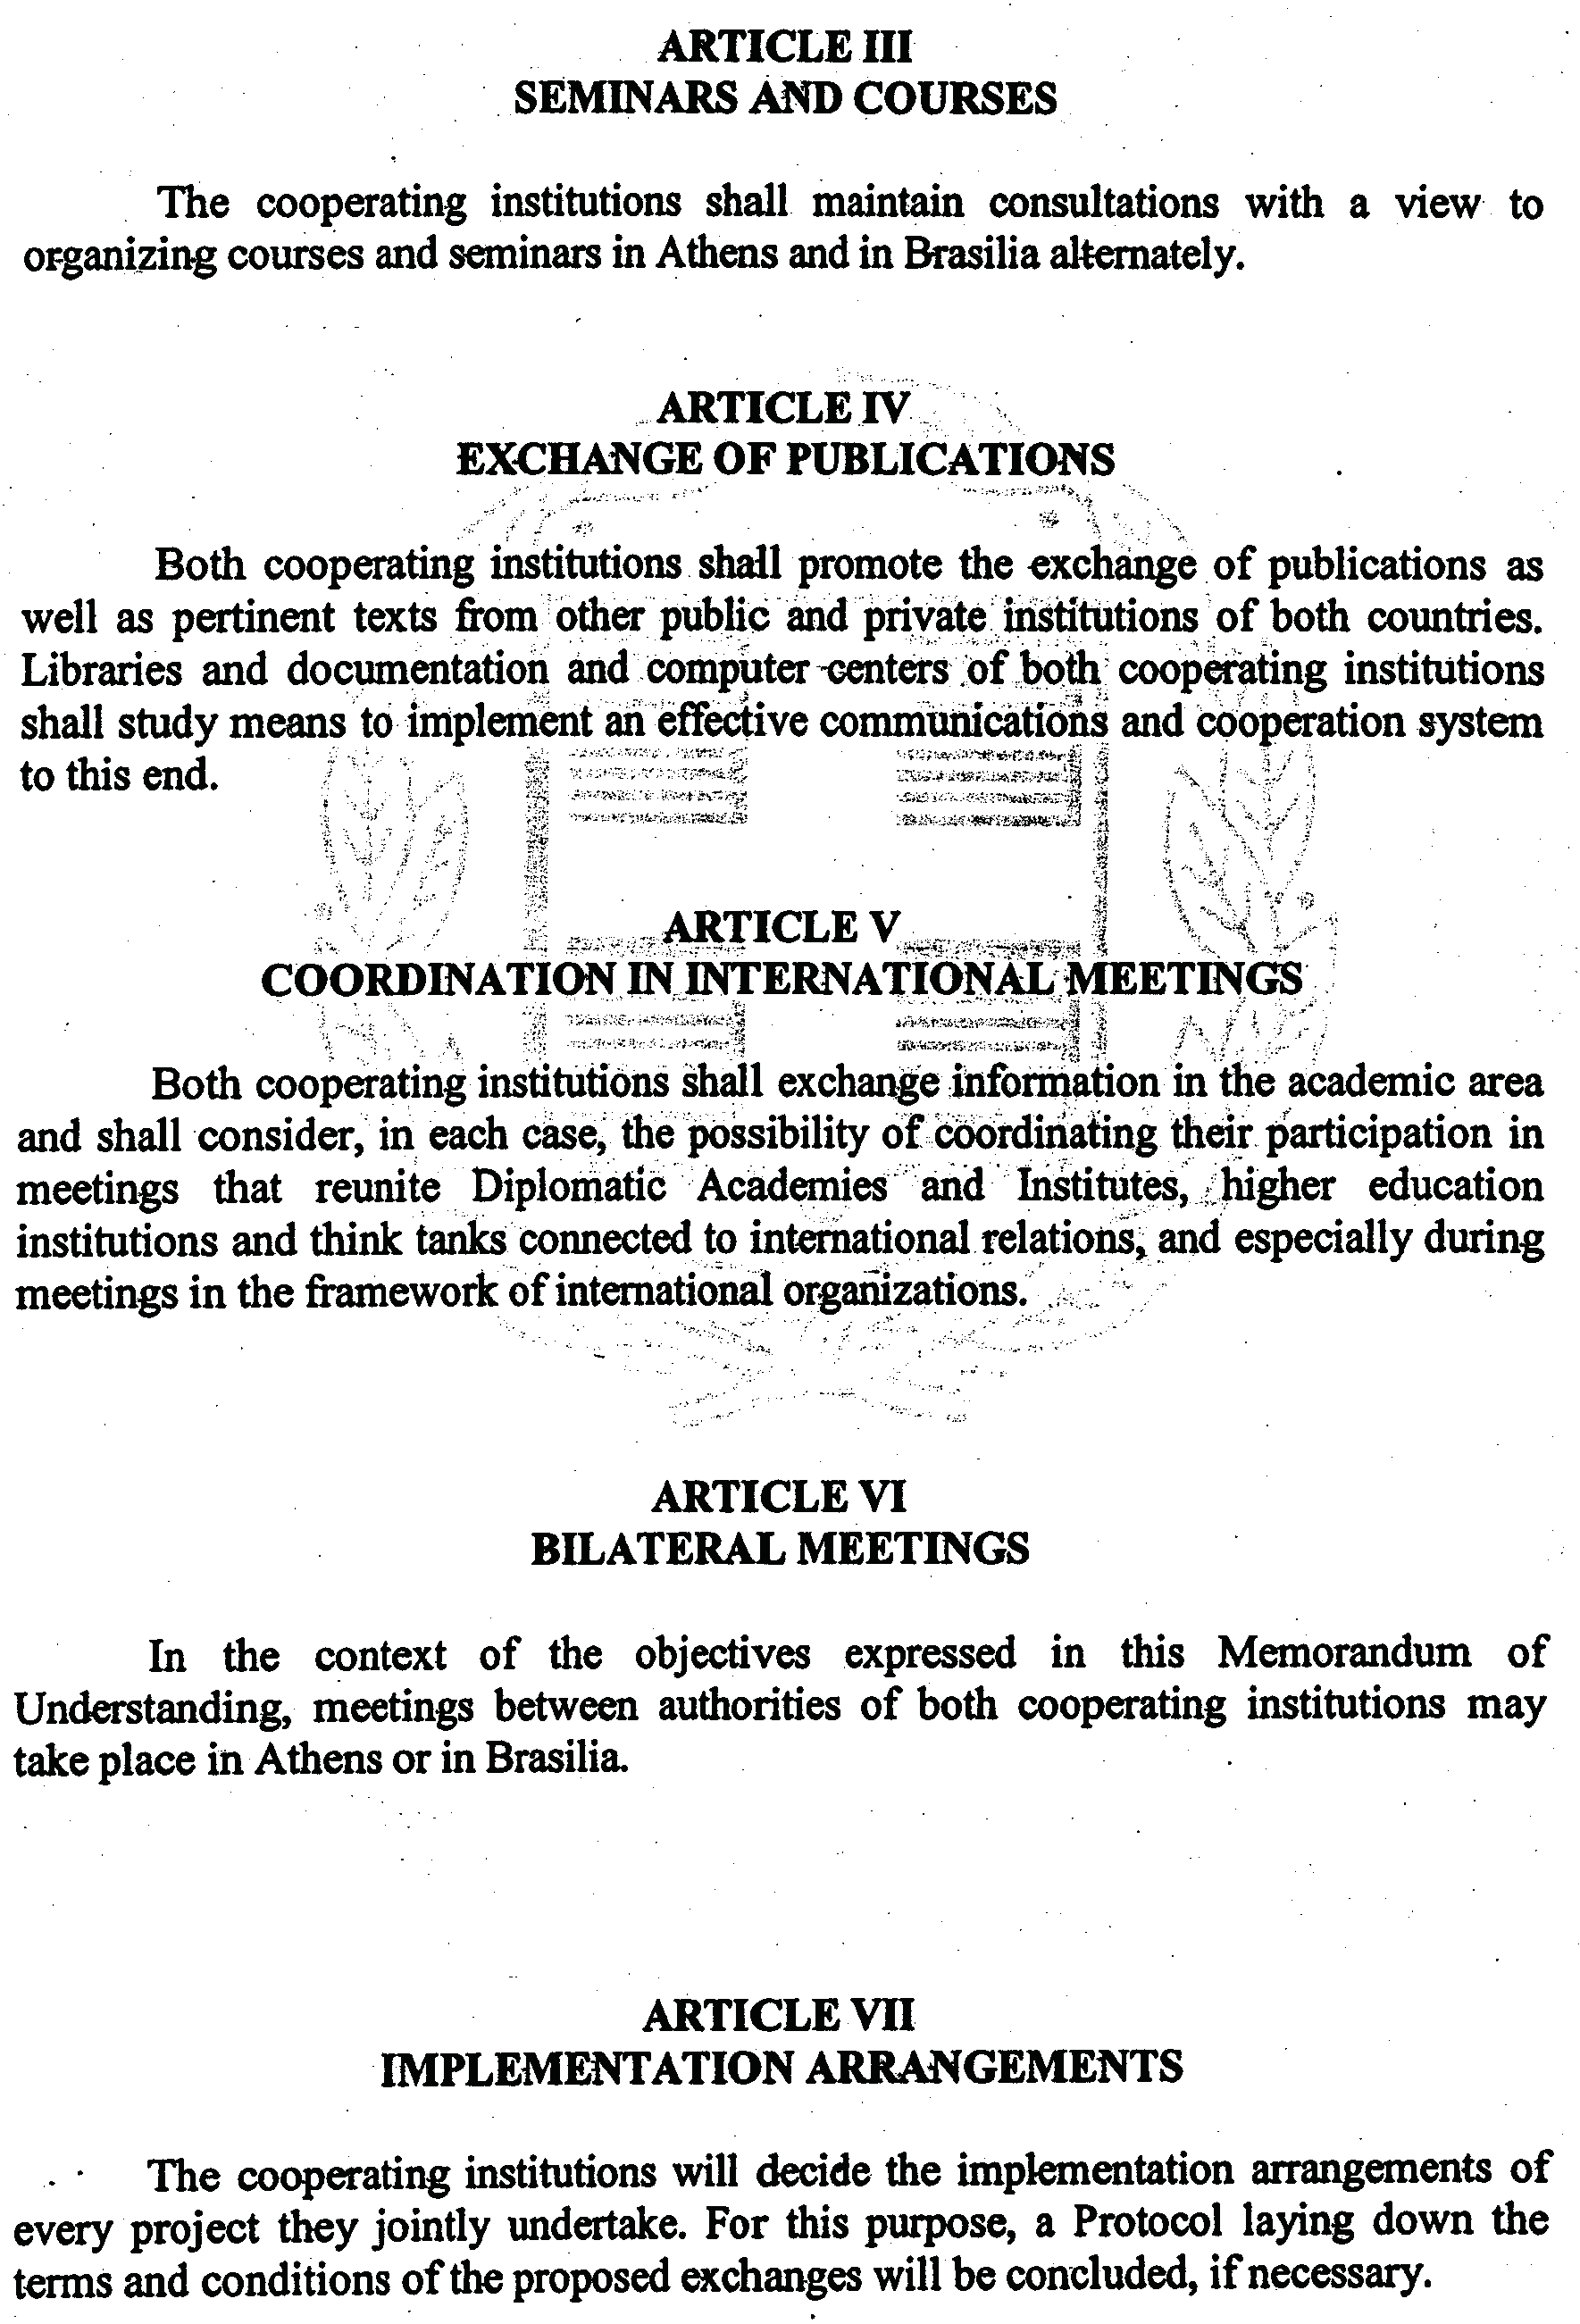 ARTICLE III
SEMINARS AND COURSES
The cooperating institutions shall maintain consultations with a view to
organizing courses and seminars in Athens and in Brasilia alternately.
ARTICLE IV
EXCHANGE OF PUBLICATIONS
Both cooperating institutions shall promote the exchange of publications as
well as pertinent texts from other public and private institutions of both countries.
Libraries and documentation and computer centers of both cooperating institutions
shall study means to implement an effective communications and cooperation system
to this end.
ARTICLE V
COORDINATION IN INTERNATIONAL MEETINGS
Both cooperating institutions shall exchange information in the academic area
and shall consider, in each case, the possibility of coordinating their participation in
meetings that reunite Diplomatic Academies and Institutes, higher education
institutions and think tanks connected to international relations, and especially during
meetings in the framework of international organizations.
ARTICLE VI
BILATERAL MEETINGS
In the context of the objectives expressed in this Memorandum of
Understanding, meetings between authorities of both cooperating institutions may
take place in Athens or in Brasilia.
ARTICLE VII
IMPLEMENTATION ARRANGEMENTS
The cooperating institutions will decide the implementation arrangements of
every project they jointly undertake. For this purpose, a Protocol laying down the
terms and conditions of the proposed exchanges will be concluded, if necessary.